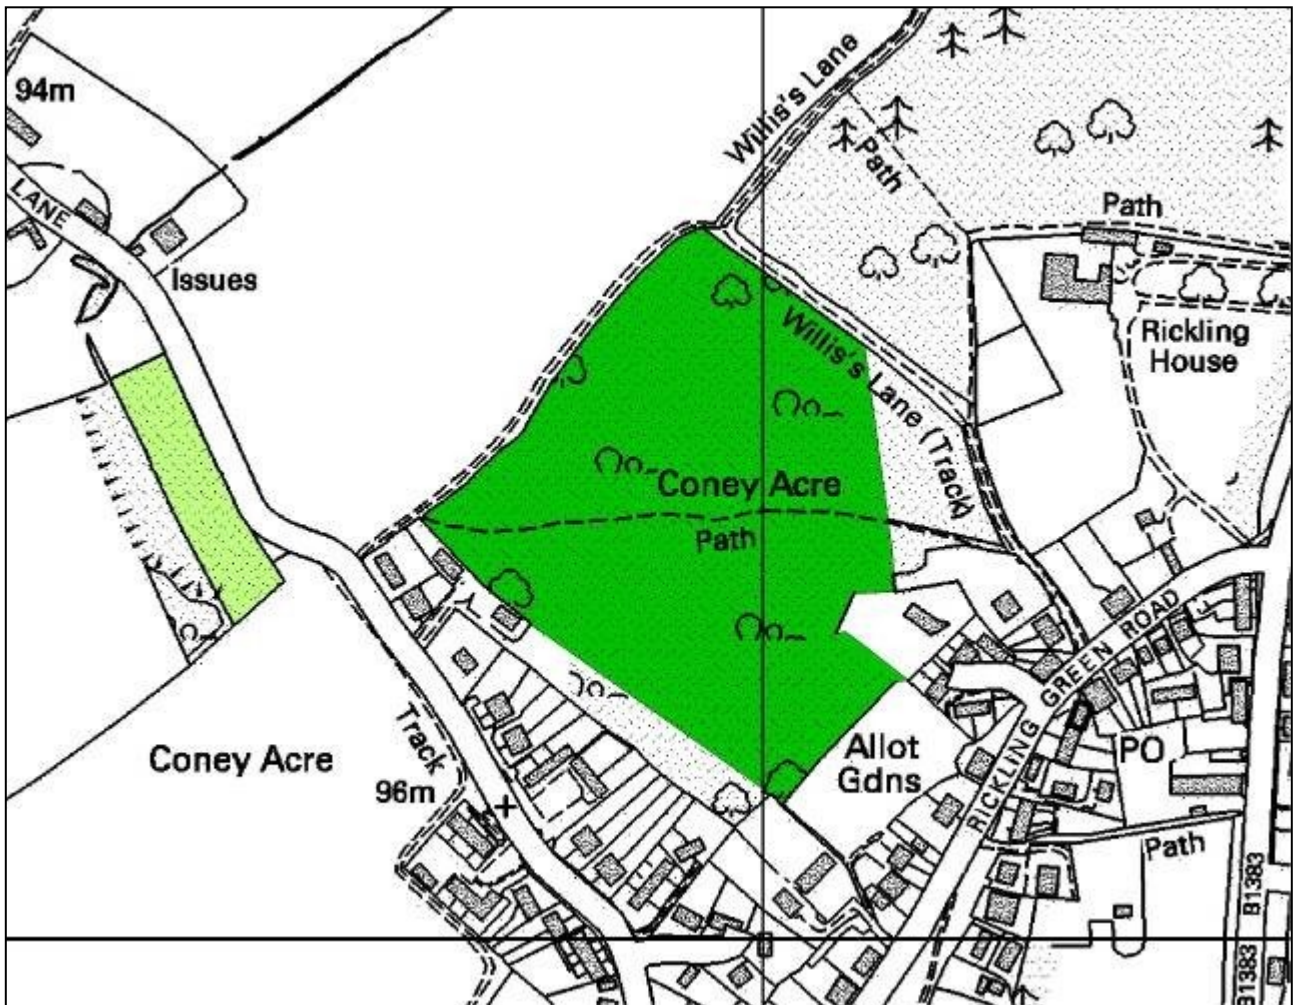 94m
LANE
Issues
Willis's Lane
Path
Path
Rickling
House
Willis's Lane (Track)
Coney Acre
Path
Coney Acre
Track
96m
Allot
Gdns
RICKLING GREEN ROAD
PO
Path
B1383
B1383